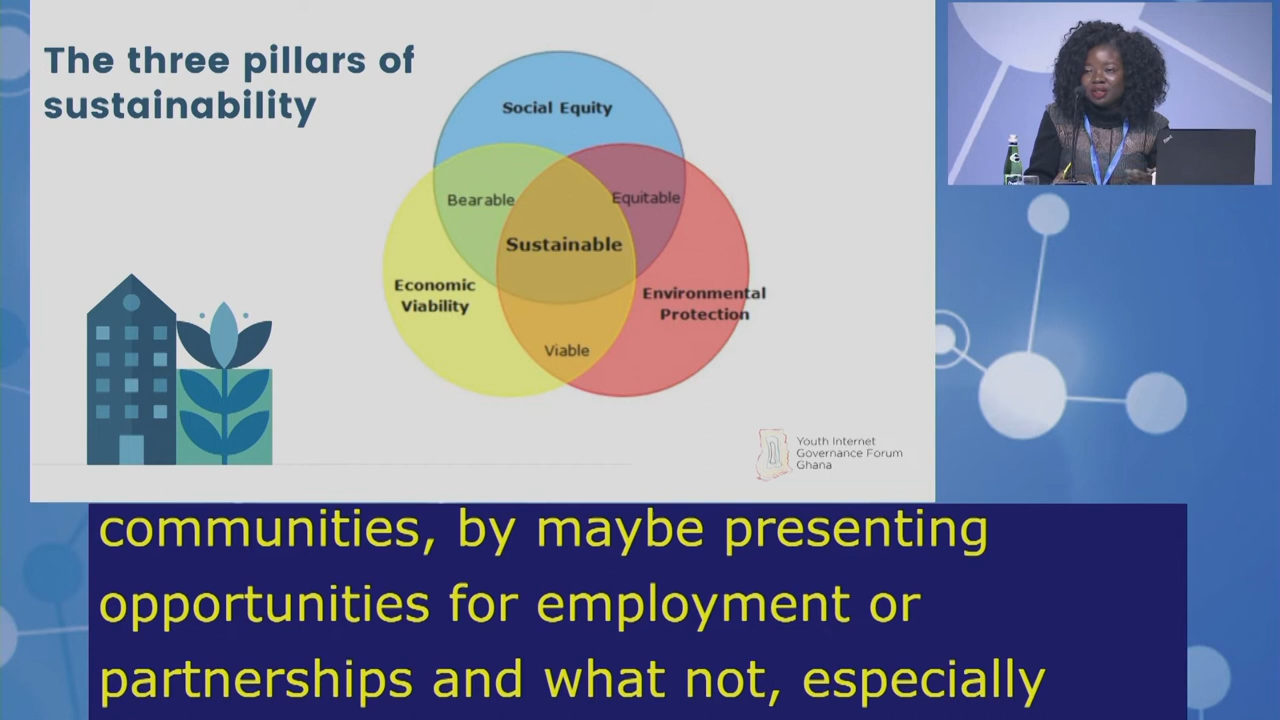 The three pillars of
sustainability
Social Equity
Bearable
Equitable
Sustainable
Economic
Viability
Environmental
Protection
Viable
Youth Internet
Governance Forum
Ghana
communities, by maybe presenting
opportunities for employment or
partnerships and what not, especially